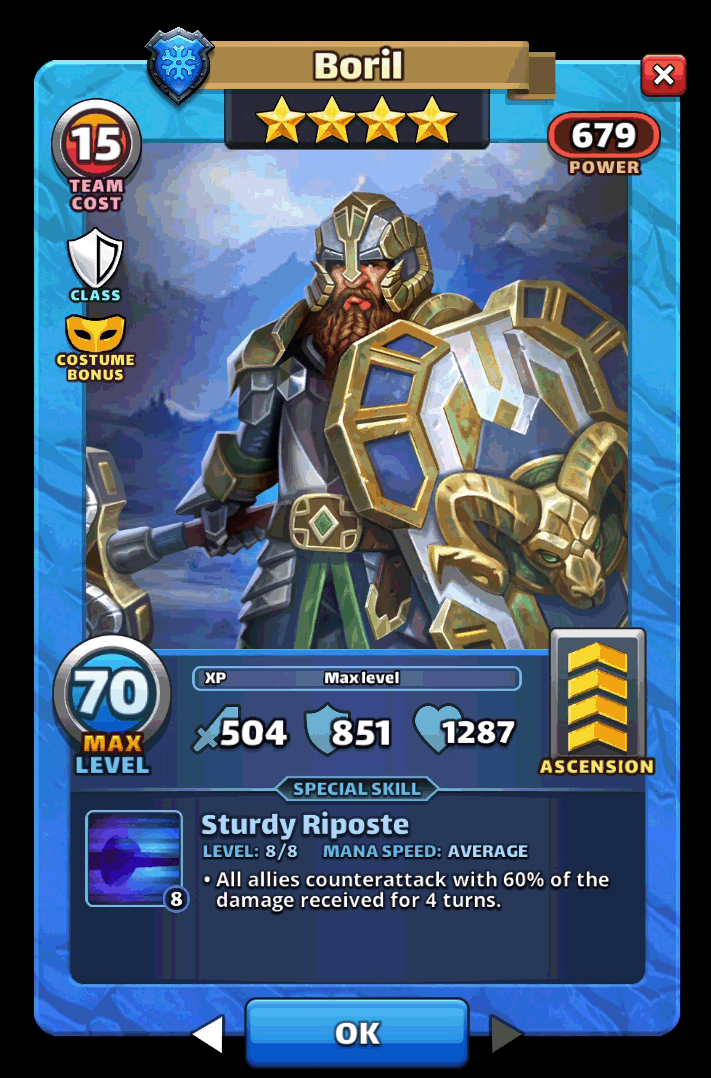 Boril
15
TEAM
COST
679
POWER
CLASS
COSTUME
BONUS
XP Max level
70
MAX
LEVEL
504 851 1287
ASCENSION
SPECIAL SKILL
Sturdy Riposte
LEVEL: 8/8 MANA SPEED: AVERAGE
8
• All allies counterattack with 60% of the
damage received for 4 turns.
OK